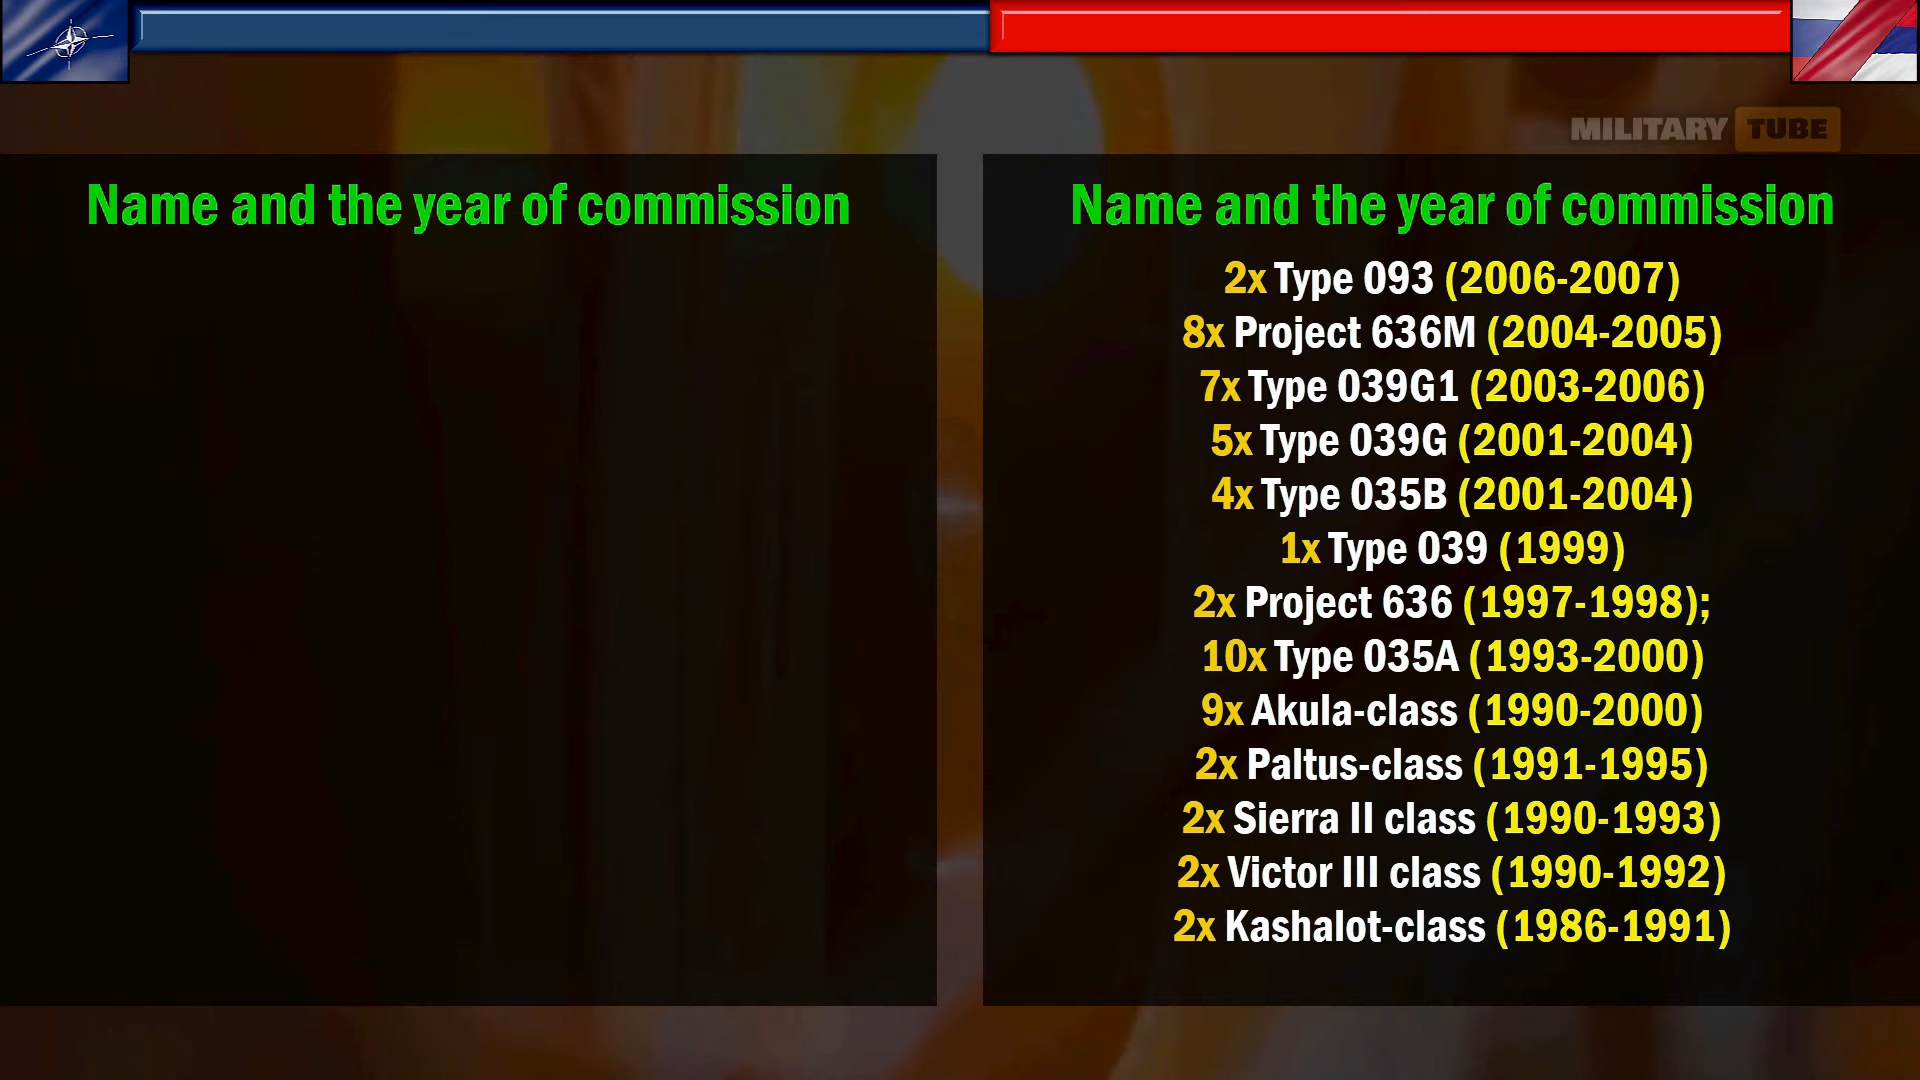 MILITARY TUBE
Name and the year of commission
Name and the year of commission
2x Type 093 (2006-2007)
8x Project 636M (2004-2005)
7x Type 039G1 (2003-2006)
5x Type 039G (2001-2004)
4x Type 035B (2001-2004)
1x Type 039 (1999)
2x Project 636 (1997-1998);
10x Type 035A (1993-2000)
9x Akula-class (1990-2000)
2x Paltus-class (1991-1995)
2x Sierra II class (1990-1993)
2x Victor III class (1990-1992)
2x Kashalot-class (1986-1991)